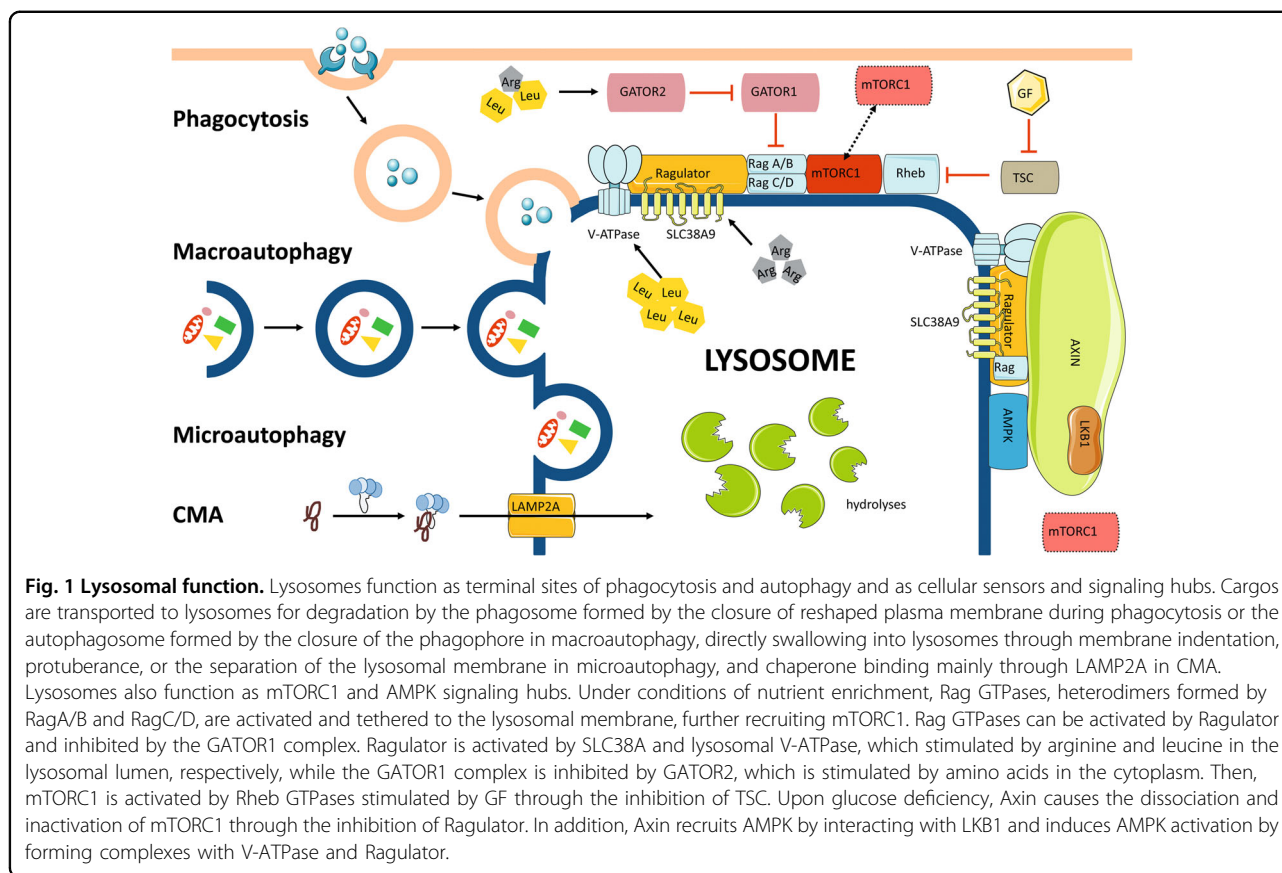 Phagocytosis
Arg
Leu
Leu
GATOR2
GATOR1
mTORC1
GF
TSC
Ragulator
Rag A/B
Rag C/D
mTORC1
Rheb
V-ATPase
SLC38A9
Arg
Arg
Arg
Leu
Leu
Leu
Leu
Macroautophagy
LYSOSOME
V-ATPase
SLC38A9
Ragulator
Rag
AXIN
AMPK
LKB1
mTORC1
Microautophagy
hydrolyses
CMA
LAMP2A
Fig. 1 Lysosomal function. Lysosomes function as terminal sites of phagocytosis and autophagy and as cellular sensors and signaling hubs. Cargos
are transported to lysosomes for degradation by the phagosome formed by the closure of reshaped plasma membrane during phagocytosis or the
autophagosome formed by the closure of the phagophore in macroautophagy, directly swallowing into lysosomes through membrane indentation,
protuberance, or the separation of the lysosomal membrane in microautophagy, and chaperone binding mainly through LAMP2A in CMA.
Lysosomes also function as mTORC1 and AMPK signaling hubs. Under conditions of nutrient enrichment, Rag GTPases, heterodimers formed by
RagA/B and RagC/D, are activated and tethered to the lysosomal membrane, further recruiting mTORC1. Rag GTPases can be activated by Ragulator
and inhibited by the GATOR1 complex. Ragulator is activated by SLC38A and lysosomal V-ATPase, which stimulated by arginine and leucine in the
lysosomal lumen, respectively, while the GATOR1 complex is inhibited by GATOR2, which is stimulated by amino acids in the cytoplasm. Then,
mTORC1 is activated by Rheb GTPases stimulated by GF through the inhibition of TSC. Upon glucose deficiency, Axin causes the dissociation and
inactivation of mTORC1 through the inhibition of Ragulator. In addition, Axin recruits AMPK by interacting with LKB1 and induces AMPK activation by
forming complexes with V-ATPase and Ragulator.